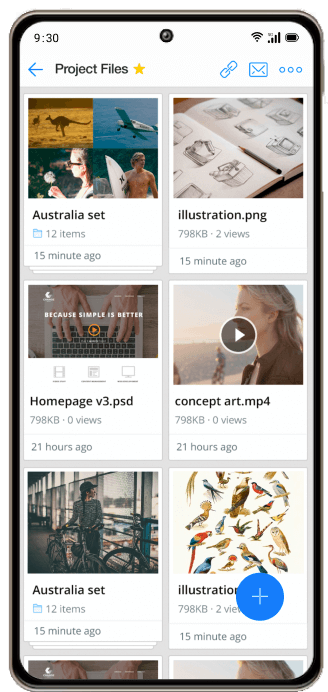 9:30
Project Files
Australia set
12 items
15 minute ago
illustration.png
798KB · 2 views
15 minute ago
BECAUSE SIMPLE IS BETTER
Homepage v3.psd
798KB · 0 views
21 hours ago
concept art.mp4
798KB · 0 views
21 hours ago
Australia set
12 items
15 minute ago
illustration
798KB · 2 vie
15 minute ago